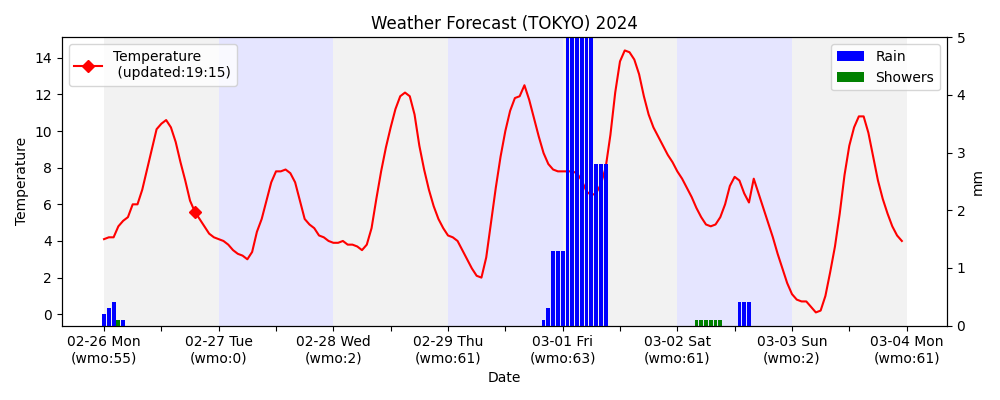 Weather Forecast (TOKYO) 2024
Temperature
(updated:19:15)
Rain
Showers
14
12
10
8
6
4
2
0
Temperature
5
4
3
2
1
0
mm
02-26 Mon
(wmo:55)
02-27 Tue
(wmo:0)
02-28 Wed
(wmo:2)
02-29 Thu
(wmo:61)
03-01 Fri
(wmo:63)
03-02 Sat
(wmo:61)
03-03 Sun
(wmo:2)
03-04 Mon
(wmo:61)
Date